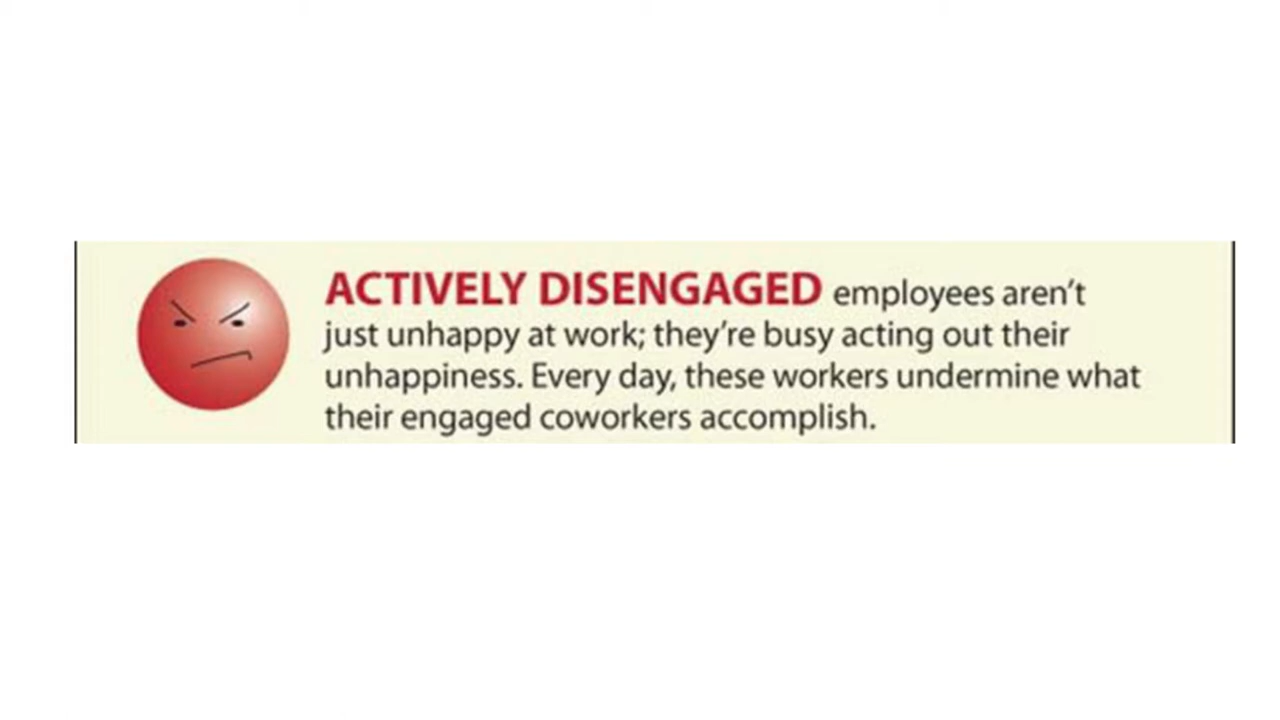 ACTIVELY DISENGAGED employees aren't
just unhappy at work; they're busy acting out their
unhappiness. Every day, these workers undermine what
their engaged coworkers accomplish.